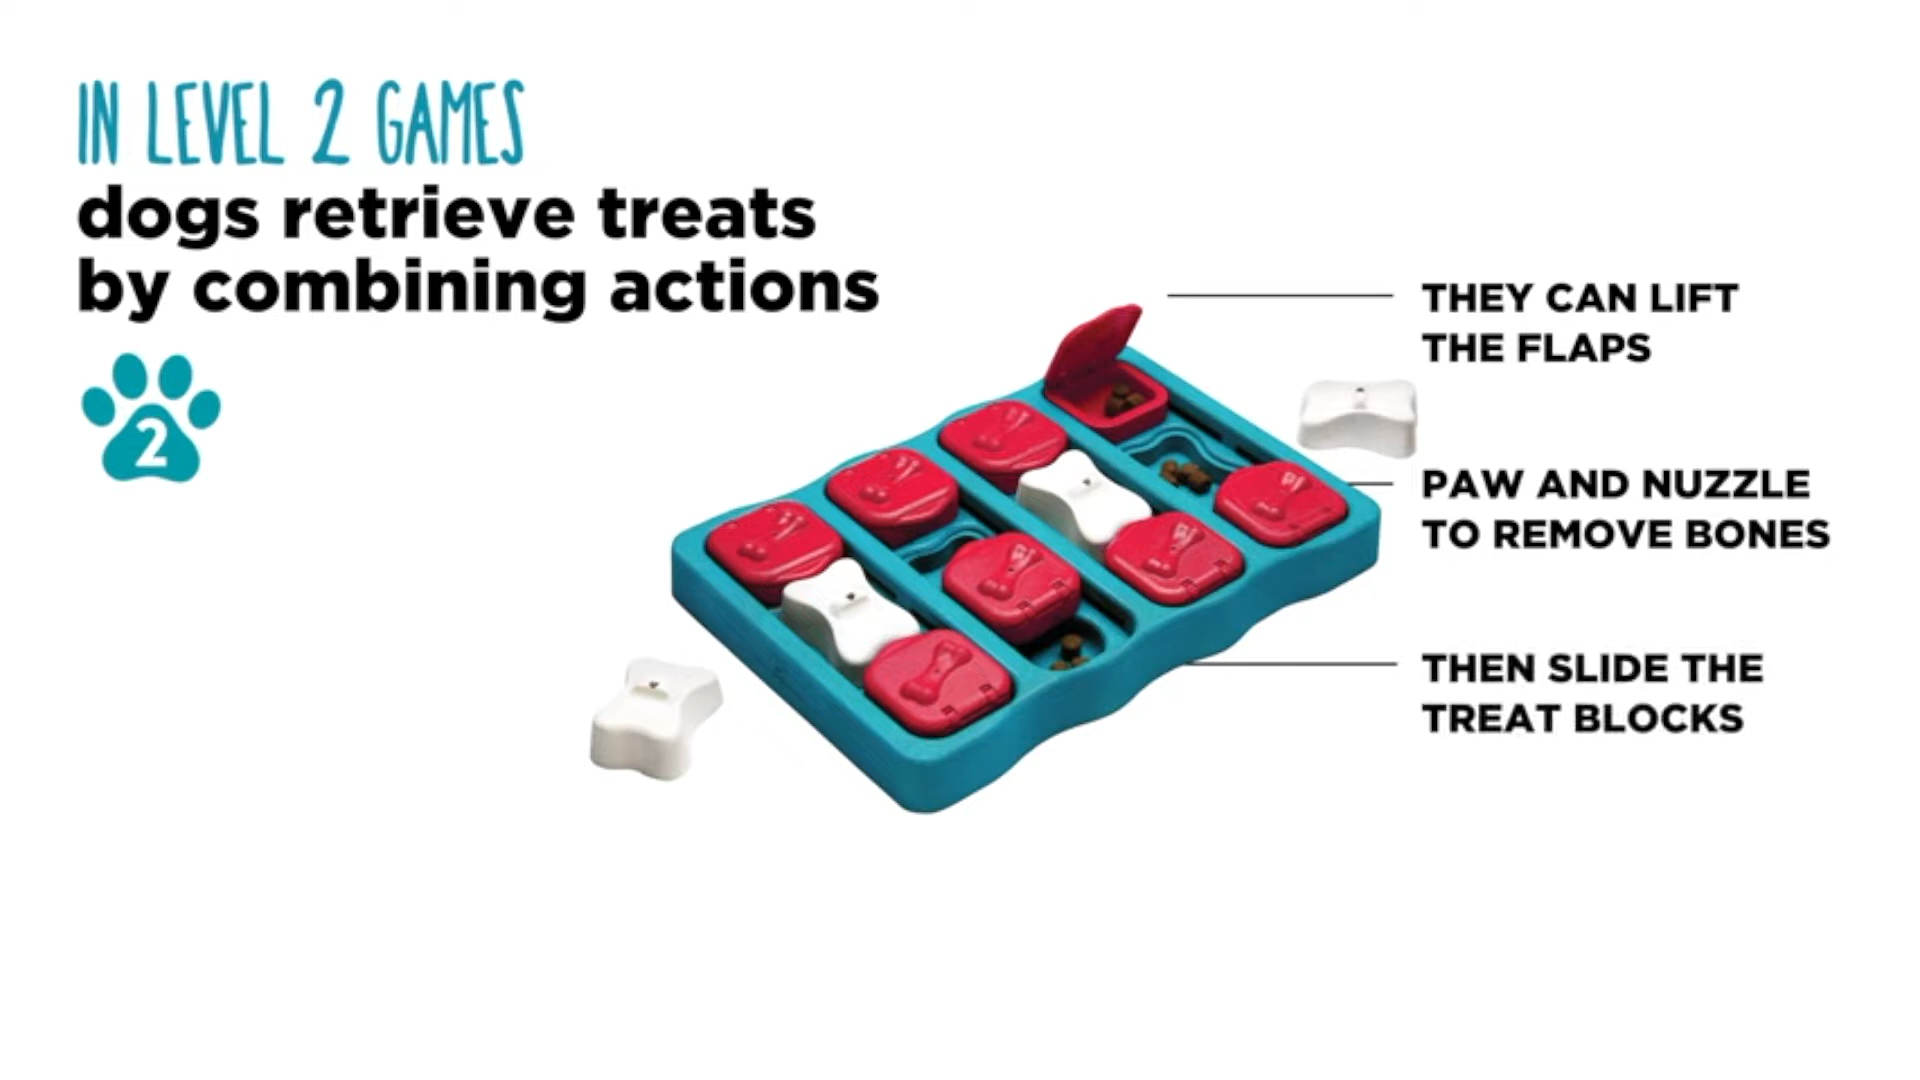 IN LEVEL 2 GAMES
dogs retrieve treats
by combining actions
2
THEY CAN LIFT
THE FLAPS
PAW AND NUZZLE
TO REMOVE BONES
THEN SLIDE THE
TREAT BLOCKS